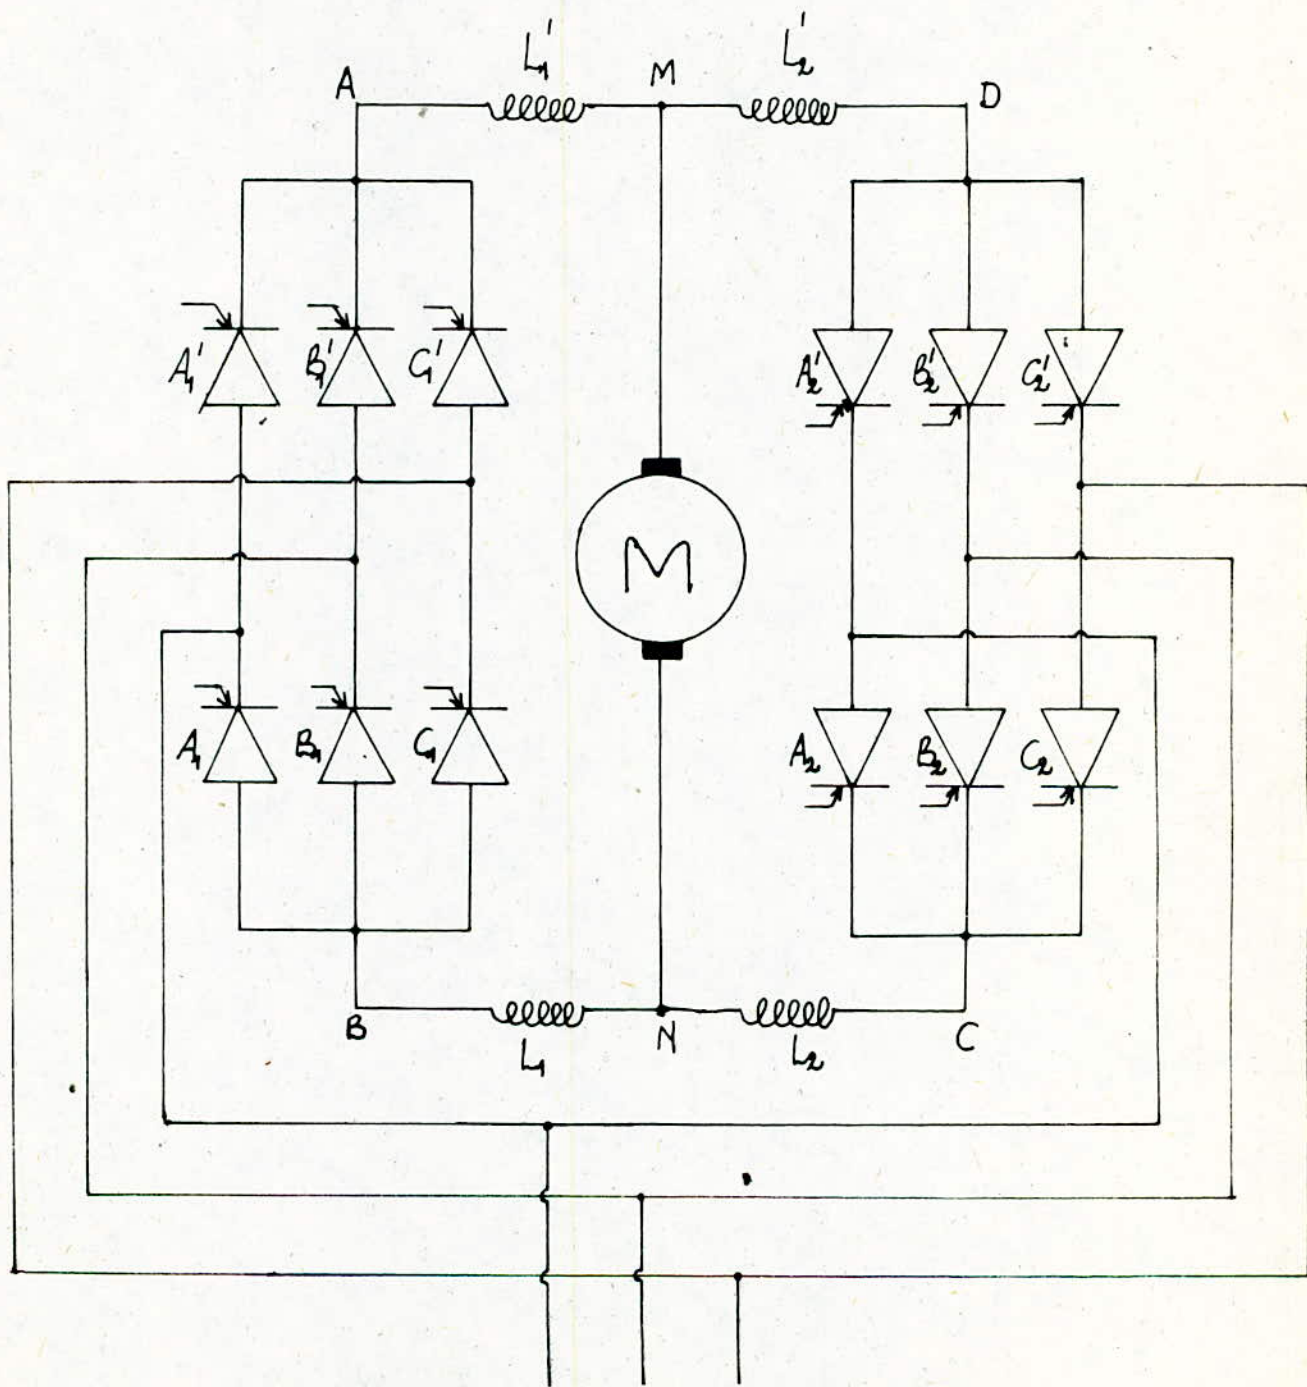 L₁' L₂'
A M D
A₁' B₁' C₁' A₂' B₂' C₂'
M
A₁ B₁ C₁ A₂ B₂ C₂
B L₁ N L₂ C